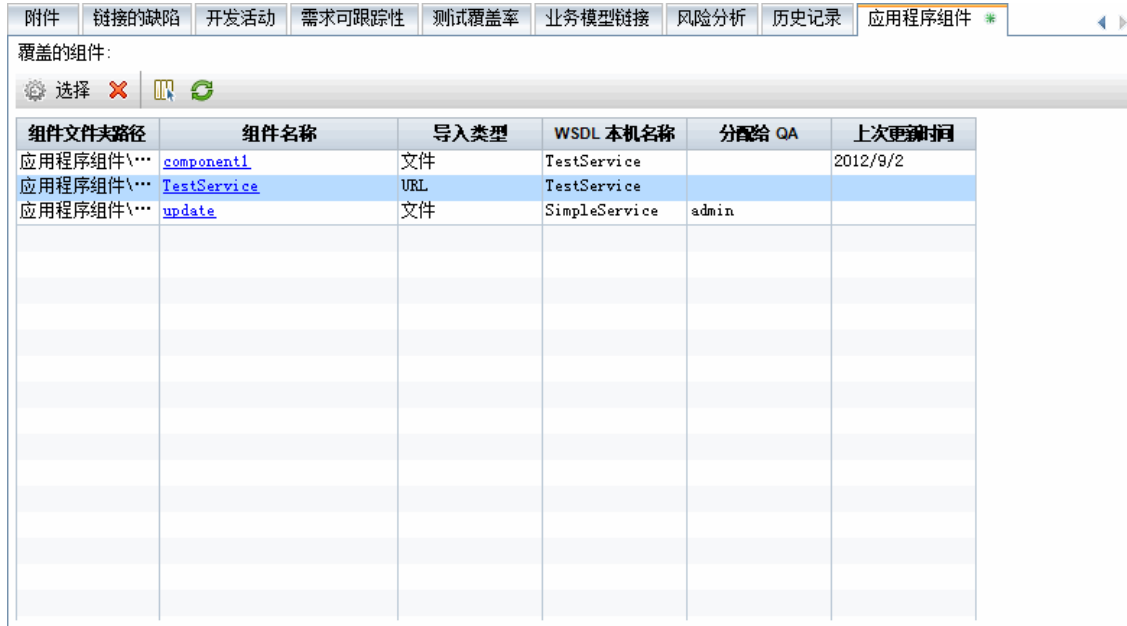 附件 链接的缺陷 开发活动 需求可跟踪性 测试覆盖率 业务模型链接 风险分析 历史记录 应用程序组件 *
覆盖的组件:
选择
组件文件夹路径 组件名称 导入类型 WSDL 本机名称 分配给 QA 上次更新时间
应用程序组件\… component1 文件 TestService 2012/9/2
应用程序组件\… TestService URL TestService
应用程序组件\… update 文件 SimpleService admin